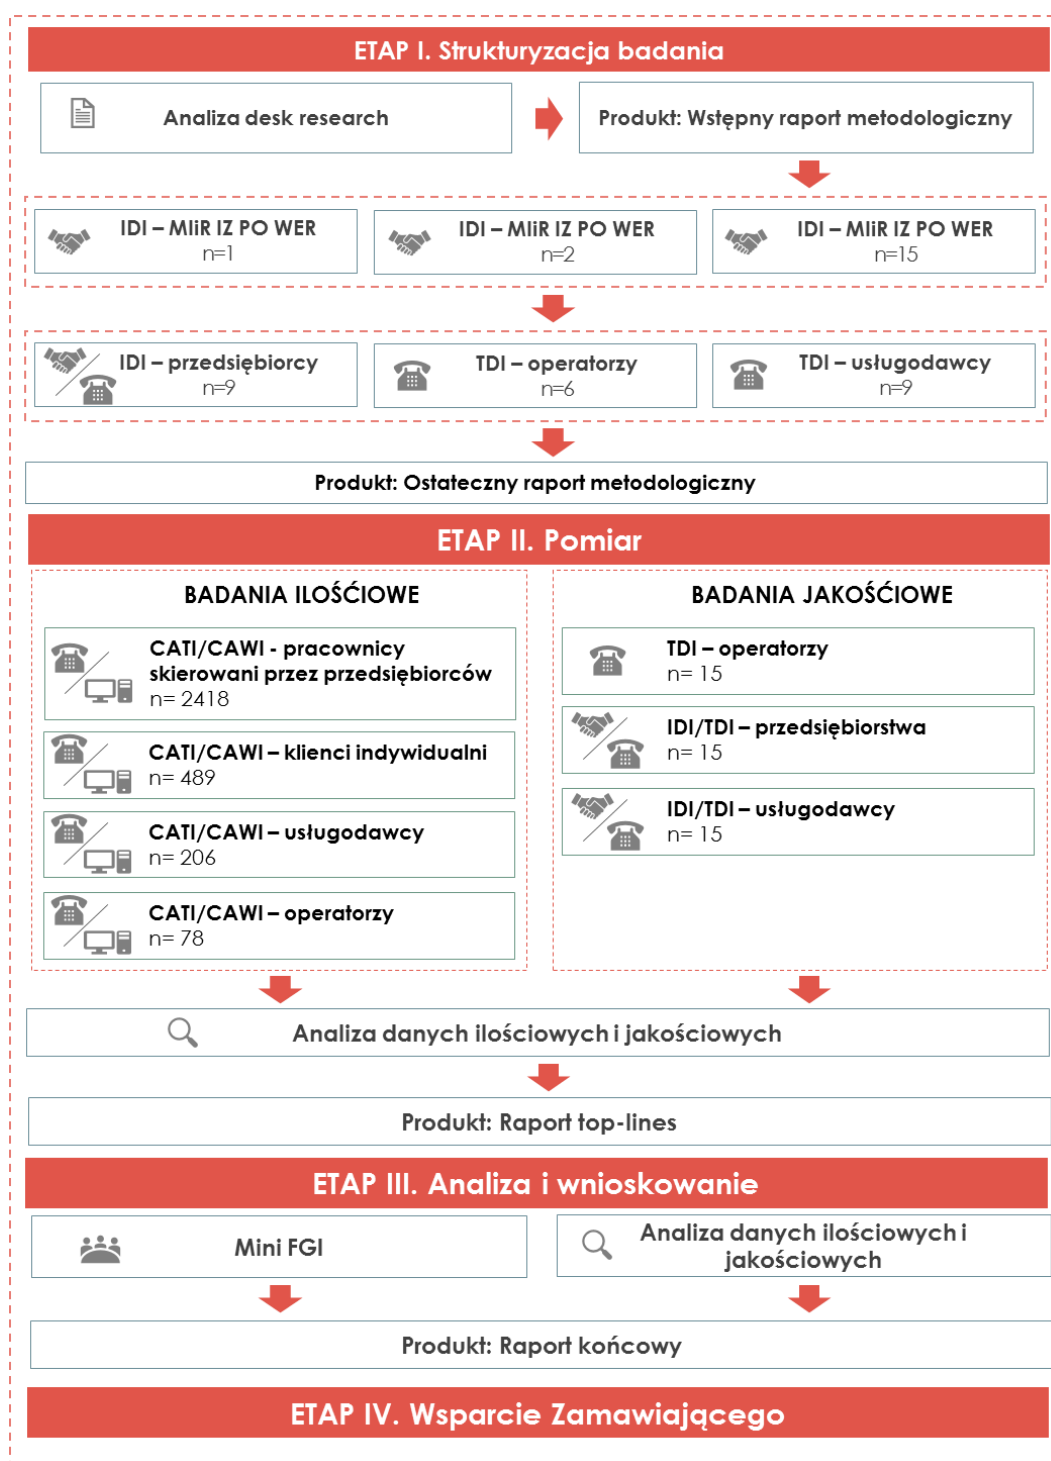 ETAP I. Strukturyzacja badania
Analiza desk research
Produkt: Wstępny raport metodologiczny
IDI – MIiR IZ PO WER
n=1
IDI – MIiR IZ PO WER
n=2
IDI – MIiR IZ PO WER
n=15
IDI – przedsiębiorcy
n=9
TDI – operatorzy
n=6
TDI – usługodawcy
n=9
Produkt: Ostateczny raport metodologiczny
ETAP II. Pomiar
BADANIA ILOŚĆIOWE
CATI/CAWI - pracownicy
skierowani przez przedsiębiorców
n= 2418
CATI/CAWI – klienci indywidualni
n= 489
CATI/CAWI – usługodawcy
n= 206
CATI/CAWI – operatorzy
n= 78
BADANIA JAKOŚĆIOWE
TDI – operatorzy
n= 15
IDI/TDI – przedsiębiorstwa
n= 15
IDI/TDI – usługodawcy
n= 15
Analiza danych ilościowych i jakościowych
Produkt: Raport top-lines
ETAP III. Analiza i wnioskowanie
Mini FGI
Analiza danych ilościowych i
jakościowych
Produkt: Raport końcowy
ETAP IV. Wsparcie Zamawiającego